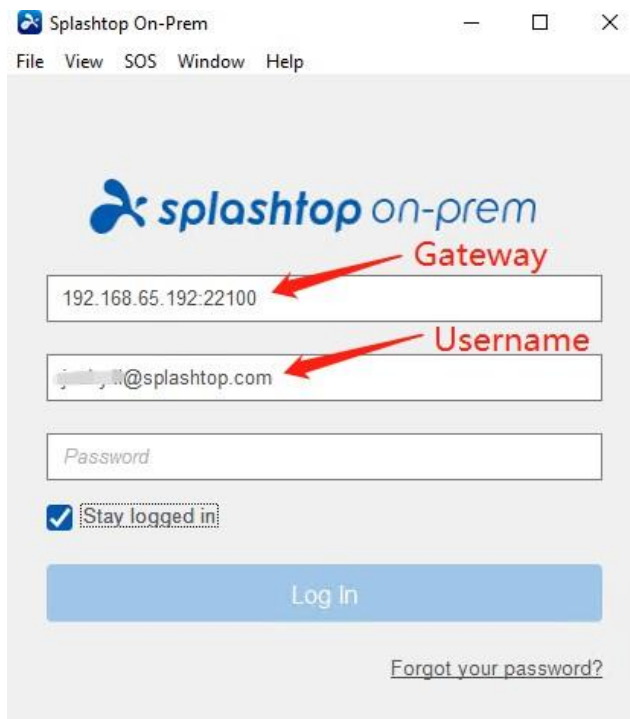 Splashtop On-Prem
File View SOS Window Help
splashtop on-prem
Gateway
192.168.65.192:22100
Username
@splashtop.com
Password
Stay logged in
Log In
Forgot your password?